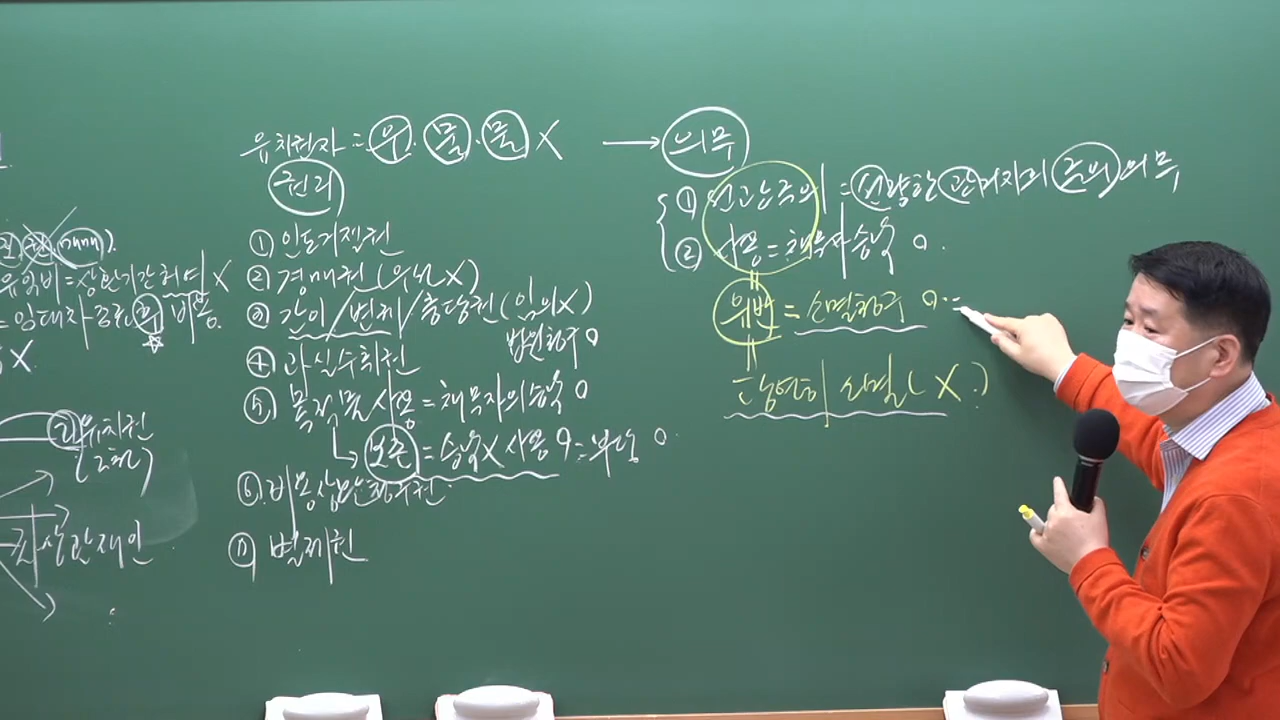 유치권자 = 우 · 물 · 물 X → 의무
권리
① 인도거절권
② 경매권 (우선X)
③ 간이 / 변제 / 충당권 (임의X)
법원청구 O
④ 과실수취권
⑤ 목적물 사용 = 채무자의 승낙 O
보존 = 승낙X 사용 O = 부당 O.
⑥ 비용상환청구권.
⑦ 별제권
① 선관주의 = 선량한 관리자의 주의의무
② 사용 = 채무자 승낙 O.
위반 = 소멸청구 O.
당연히 소멸 ( X . )
유익비 = 상환기간허여 X
= 임대차 비용.
유치권